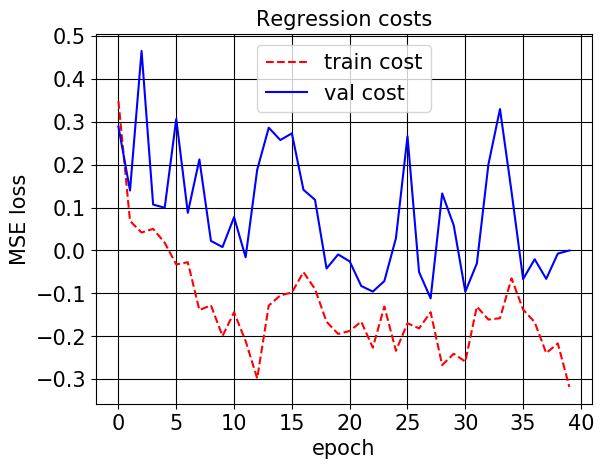 Regression costs
train cost
val cost
MSE loss
0.5
0.4
0.3
0.2
0.1
0.0
−0.1
−0.2
−0.3
0 5 10 15 20 25 30 35 40
epoch